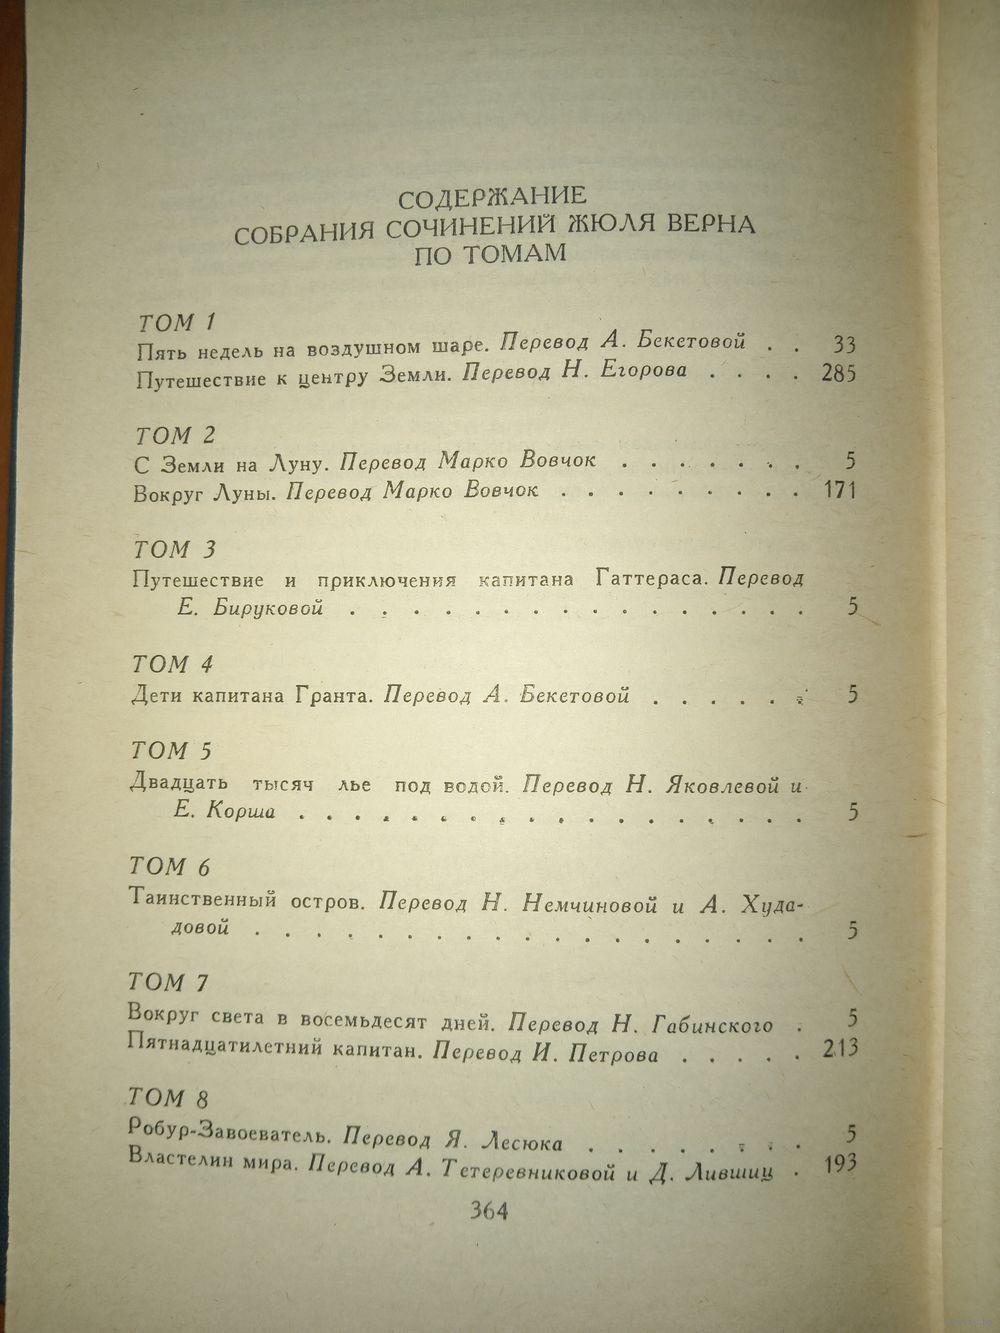 СОДЕРЖАНИЕ
СОБРАНИЯ СОЧИНЕНИЙ ЖЮЛЯ ВЕРНА
ПО ТОМАМ
ТОМ 1
Пять недель на воздушном шаре. Перевод А. Бекетовой . . 33
Путешествие к центру Земли. Перевод Н. Егорова . . . . 285
ТОМ 2
С Земли на Луну. Перевод Марко Вовчок . . . . . . . 5
Вокруг Луны. Перевод Марко Вовчок . . . . . . . . . 171
ТОМ 3
Путешествие и приключения капитана Гаттераса. Перевод
Е. Бируковой . . . . . . . . . . . . . . . 5
ТОМ 4
Дети капитана Гранта. Перевод А. Бекетовой . . . . . . 5
ТОМ 5
Двадцать тысяч лье под водой. Перевод Н. Яковлевой и
Е. Корша . . . . . . . . . . . . . . . . . . 5
ТОМ 6
Таинственный остров. Перевод Н. Немчиновой и А. Худа-
довой . . . . . . . . . . . . . . . . . . 5
ТОМ 7
Вокруг света в восемьдесят дней. Перевод Н. Габинского . 5
Пятнадцатилетний капитан. Перевод И. Петрова . . . . . 213
ТОМ 8
Робур-Завоеватель. Перевод Я. Лесюка . . . . . . . . 5
Властелин мира. Перевод А. Тетеревниковой и Д. Лившиц . 193
364